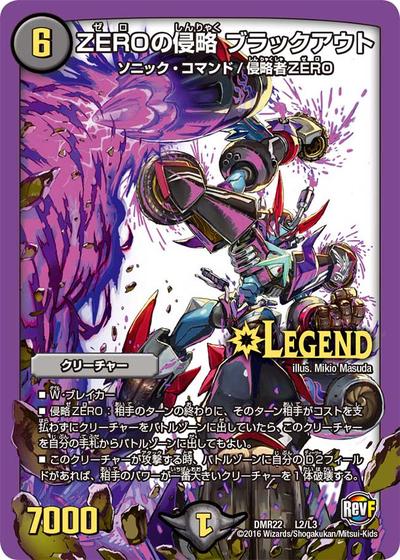 6
ZEROの侵略 ブラックアウト
ゼロ しんりゃく
ソニック・コマンド / 侵略者ZERO
しんりゃくしゃ ゼロ
LEGEND
illus. Mikio Masuda
クリーチャー
■W・ブレイカー
■侵略ZERO：相手のターンの終わりに、そのターン相手がコストを支
払わずにクリーチャーをバトルゾーンに出していたら、このクリーチャー
を自分の手札からバトルゾーンに出してもよい。
■このクリーチャーが攻撃する時、バトルゾーンに自分のD2フィール
ドがあれば、相手のパワーが一番大きいクリーチャーを1体破壊する。
7000
RevF
DMR22 L2/L3
©2016 Wizards/Shogakukan/Mitsui-Kids